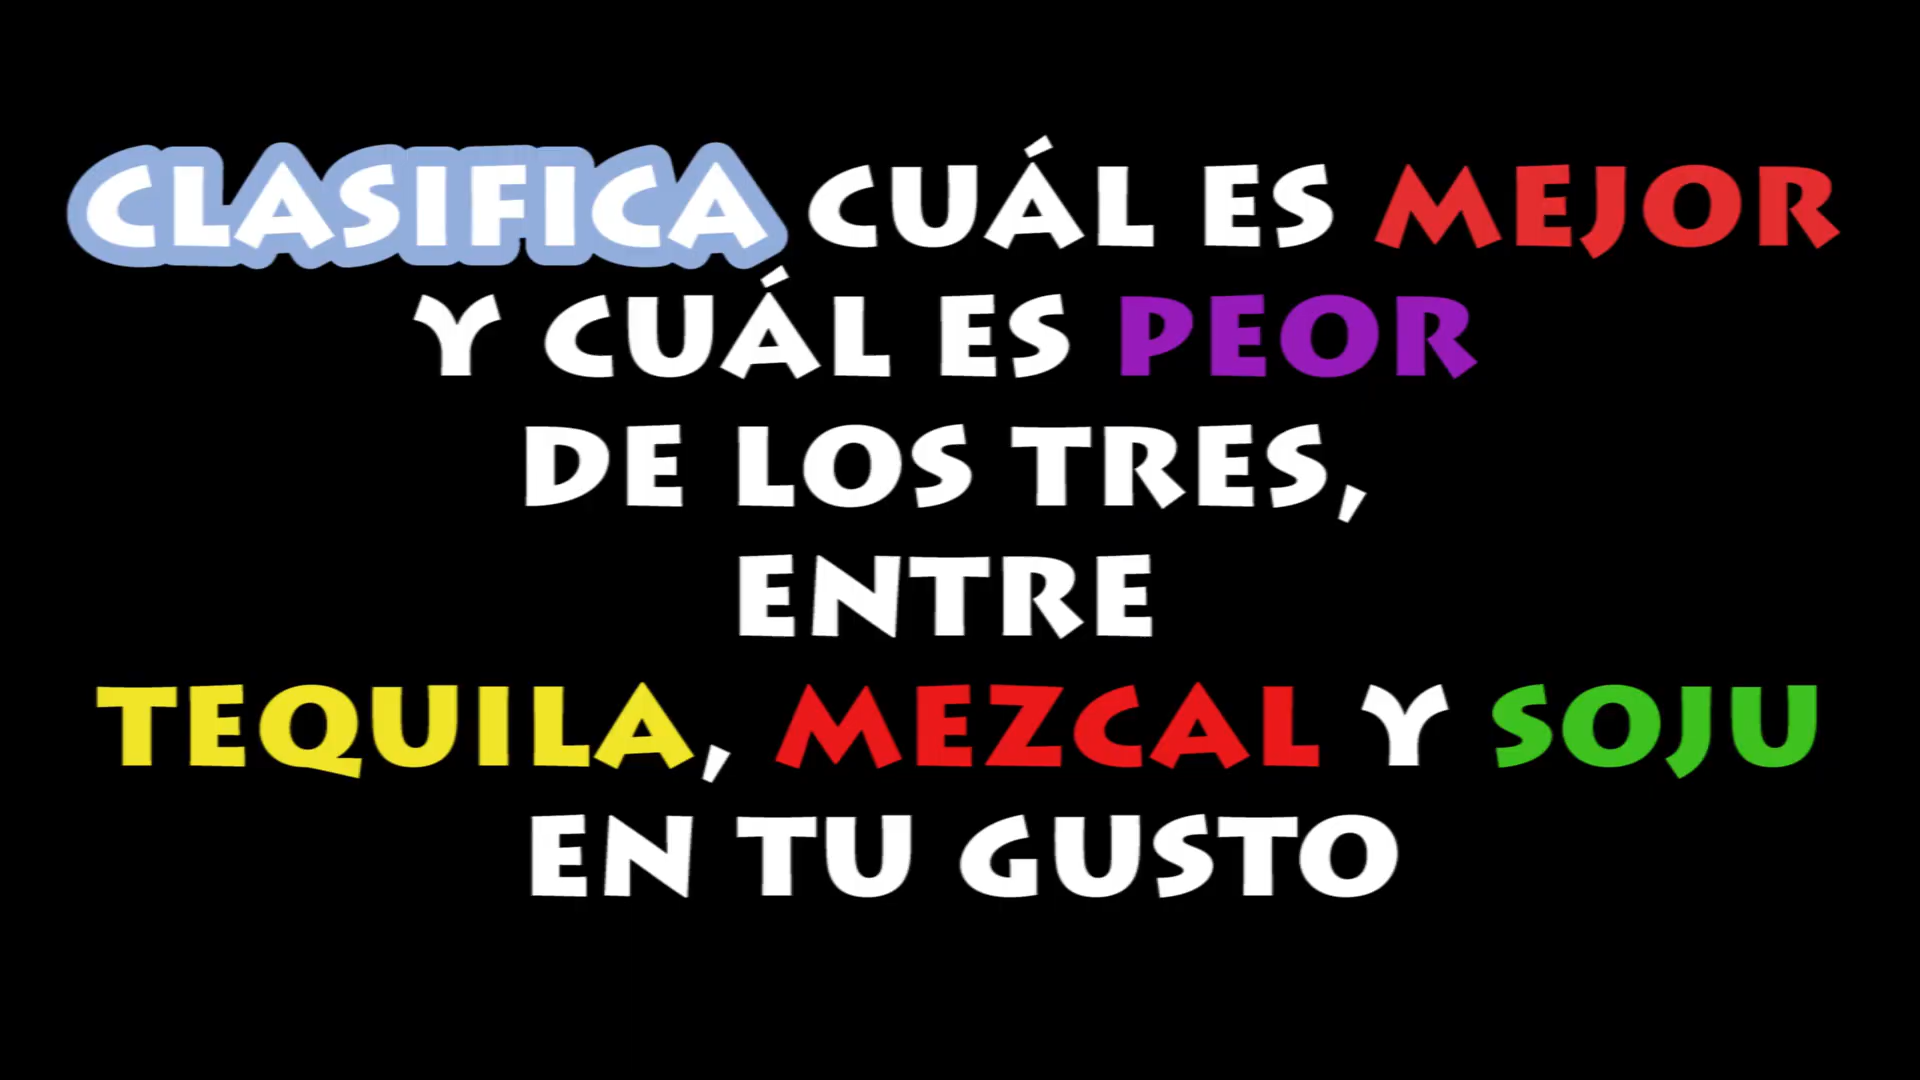 CLASIFICA CUÁL ES MEJOR
Y CUÁL ES PEOR
DE LOS TRES,
ENTRE
TEQUILA, MEZCAL Y SOJU
EN TU GUSTO